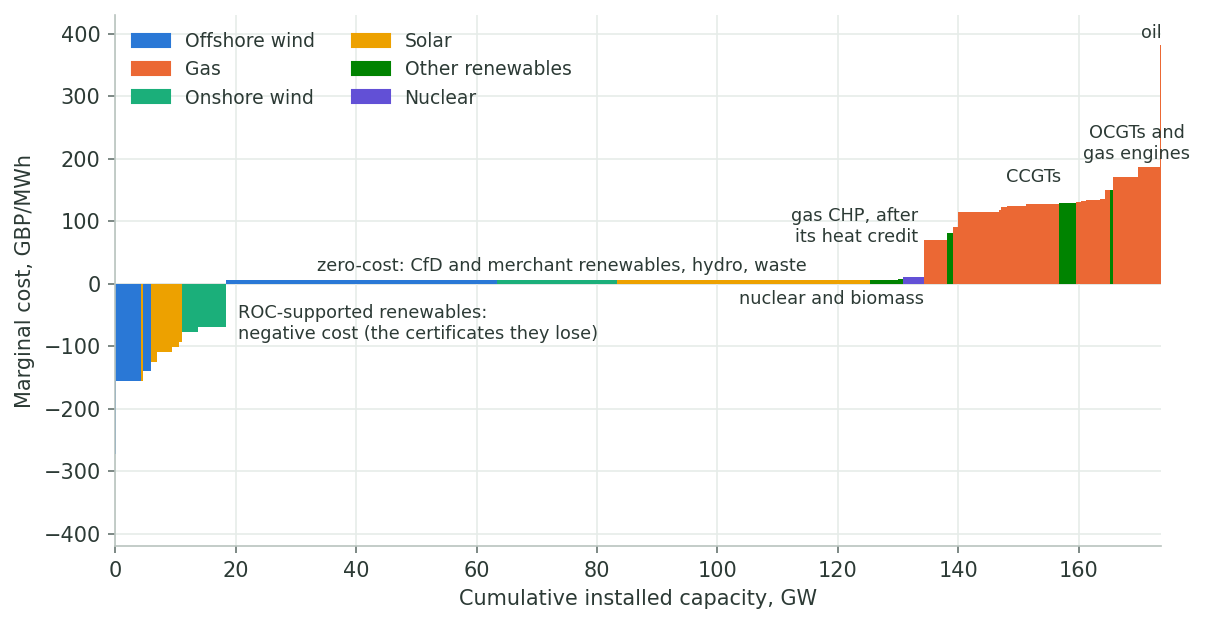 oil
Offshore wind
Solar
Gas
Other renewables
Onshore wind
Nuclear
OCGTs and
gas engines
CCGTs
gas CHP, after
its heat credit
zero-cost: CfD and merchant renewables, hydro, waste
nuclear and biomass
ROC-supported renewables:
negative cost (the certificates they lose)
Marginal cost, GBP/MWh
400
300
200
100
0
−100
−200
−300
−400
0 20 40 60 80 100 120 140 160
Cumulative installed capacity, GW